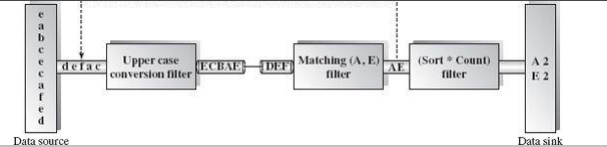 e
a
b
c
e
c
a
f
e
d
d e f a c
Upper case
conversion filter
ECBAE
DEF
Matching (A, E)
filter
AE
(Sort * Count)
filter
A 2
E 2
Data source
Data sink